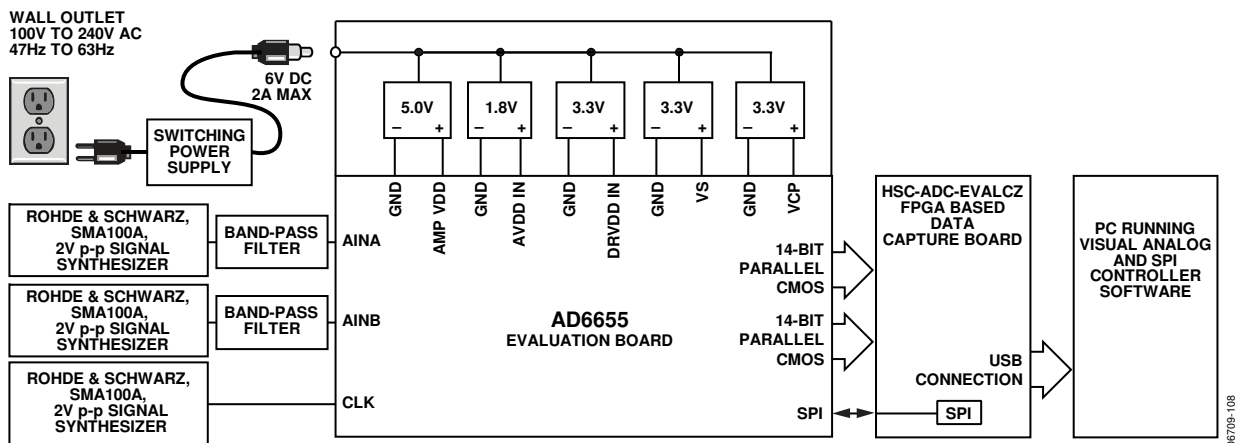 WALL OUTLET
100V TO 240V AC
47Hz TO 63Hz
6V DC
2A MAX
SWITCHING
POWER
SUPPLY
5.0V
– +
1.8V
– +
3.3V
– +
3.3V
– +
3.3V
– +
GND
AMP VDD
GND
AVDD IN
GND
DRVDD IN
GND
VS
GND
VCP
ROHDE & SCHWARZ,
SMA100A,
2V p-p SIGNAL
SYNTHESIZER
BAND-PASS
FILTER
AINA
ROHDE & SCHWARZ,
SMA100A,
2V p-p SIGNAL
SYNTHESIZER
BAND-PASS
FILTER
AINB
ROHDE & SCHWARZ,
SMA100A,
2V p-p SIGNAL
SYNTHESIZER
CLK
AD6655
EVALUATION BOARD
14-BIT
PARALLEL
CMOS
14-BIT
PARALLEL
CMOS
SPI
HSC-ADC-EVALCZ
FPGA BASED
DATA
CAPTURE BOARD
USB
CONNECTION
SPI
PC RUNNING
VISUAL ANALOG
AND SPI
CONTROLLER
SOFTWARE